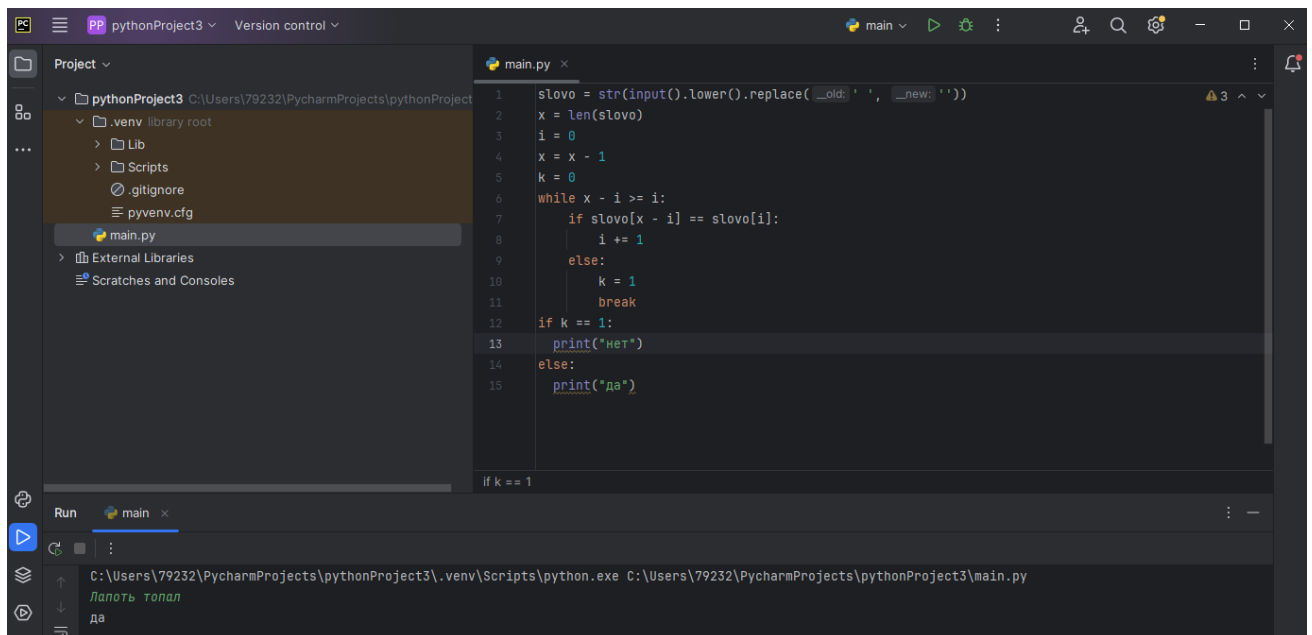 PC PP pythonProject3 Version control main
Project
main.py
pythonProject3 C:\Users\79232\PycharmProjects\pythonProject
.venv library root
Lib
Scripts
.gitignore
pyvenv.cfg
main.py
External Libraries
Scratches and Consoles
1 slovo = str(input().lower().replace( __old: ' ', __new: ''))
3
2 x = len(slovo)
3 i = 0
4 x = x - 1
5 k = 0
6 while x - i >= i:
7 if slovo[x - i] == slovo[i]:
8 i += 1
9 else:
10 k = 1
11 break
12 if k == 1:
13 print("нет")
14 else:
15 print("да")
if k == 1
Run main
C:\Users\79232\PycharmProjects\pythonProject3\.venv\Scripts\python.exe C:\Users\79232\PycharmProjects\pythonProject3\main.py
Лапоть топал
да